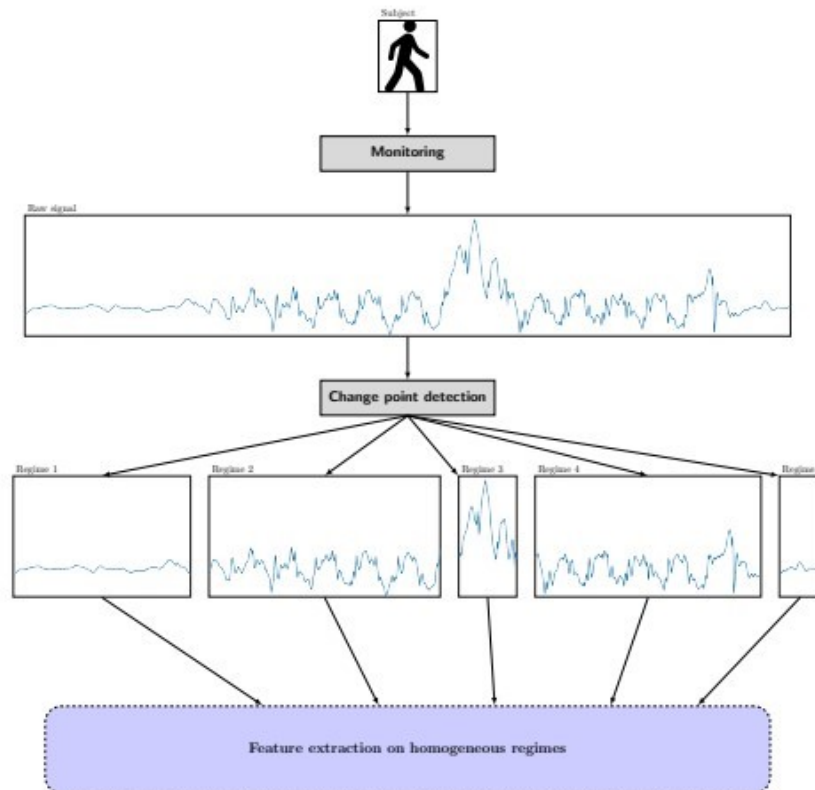 Subject
Monitoring
Raw signal
Change point detection
Regime 1
Regime 2
Regime 3
Regime 4
Regime
Feature extraction on homogeneous regimes